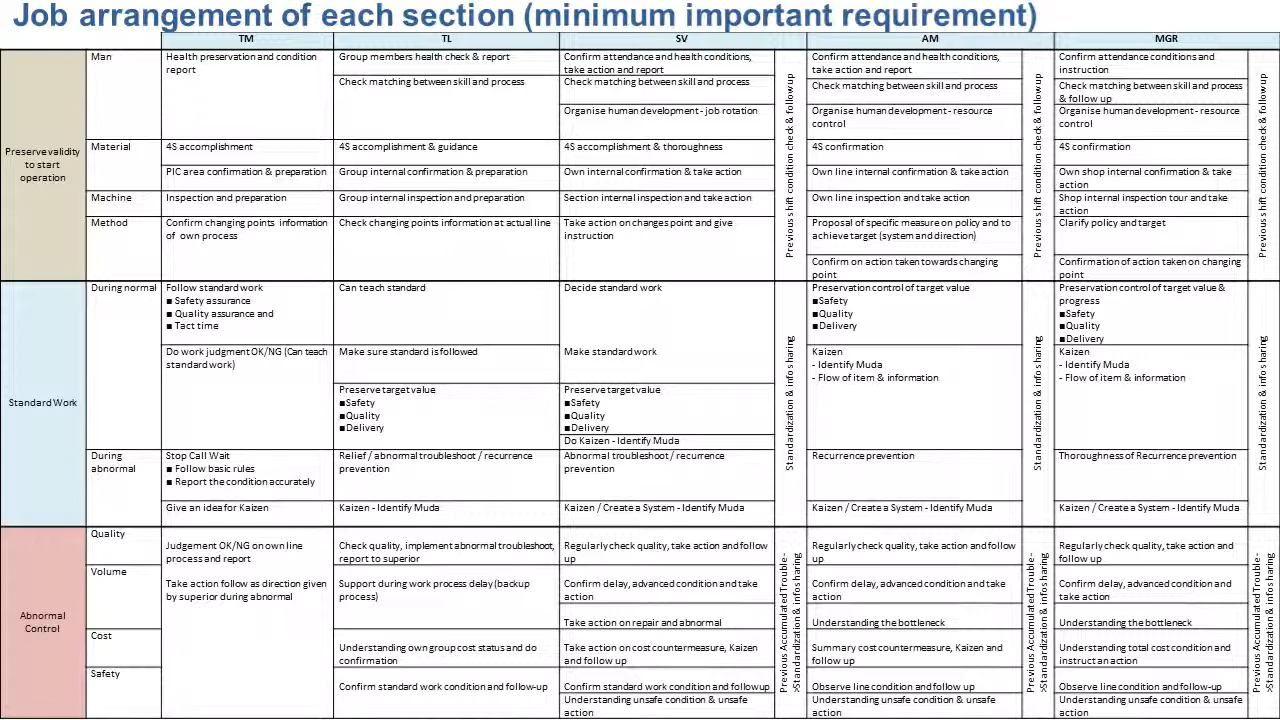 Job arrangement of each section (minimum important requirement)
TM
TL
SV
AM
MGR
Preserve validity
to start
operation
Man
Health preservation and condition
report
Group members health check & report
Check matching between skill and process
Confirm attendance and health conditions,
take action and report
Check matching between skill and process
Organise human development - job rotation
Confirm attendance and health conditions,
take action and report
Check matching between skill and process
Organise human development - resource
control
Confirm attendance conditions and
instruction
Check matching between skill and process
& follow up
Organise human development - resource
control
Material
4S accomplishment
4S accomplishment & guidance
4S accomplishment & thoroughness
4S confirmation
4S confirmation
PIC area confirmation & preparation
Group internal confirmation & preparation
Own internal confirmation & take action
Own line internal confirmation & take action
Own shop internal confirmation & take
action
Machine
Inspection and preparation
Group internal inspection and preparation
Section internal inspection and take action
Own line inspection and take action
Shop internal inspection tour and take
action
Method
Confirm changing points information
of own process
Check changing points information at actual line
Take action on changes point and give
instruction
Proposal of specific measure on policy and to
achieve target (system and direction)
Confirm on action taken towards changing
point
Clarify policy and target
Confirmation of action taken on changing
point
Previous shift condition check & follow up
Previous shift condition check & follow up
Previous shift condition check & follow up
Standard Work
During normal
Follow standard work
■ Safety assurance
■ Quality assurance and
■ Tact time
Do work judgment OK/NG (Can teach
standard work)
Can teach standard
Make sure standard is followed
Preserve target value
■Safety
■Quality
■Delivery
Decide standard work
Make standard work
Preserve target value
■Safety
■Quality
■Delivery
Do Kaizen - Identify Muda
Preservation control of target value
■Safety
■Quality
■Delivery
Kaizen
- Identify Muda
- Flow of item & information
Preservation control of target value &
progress
■Safety
■Quality
■Delivery
Kaizen
- Identify Muda
- Flow of item & information
During
abnormal
Stop Call Wait
■ Follow basic rules
■ Report the condition accurately
Relief / abnormal troubleshoot / recurrence
prevention
Abnormal troubleshoot / recurrence
prevention
Recurrence prevention
Thoroughness of Recurrence prevention
Give an idea for Kaizen
Kaizen - Identify Muda
Kaizen / Create a System - Identify Muda
Kaizen / Create a System - Identify Muda
Kaizen / Create a System - Identify Muda
Standardization & info sharing
Standardization & info sharing
Standardization & info sharing
Abnormal
Control
Quality
Judgement OK/NG on own line
process and report
Check quality, implement abnormal troubleshoot,
report to superior
Regularly check quality, take action and follow
up
Regularly check quality, take action and follow
up
Regularly check quality, take action and
follow up
Volume
Take action follow as direction given
by superior during abnormal
Support during work process delay (backup
process)
Confirm delay, advanced condition and take
action
Take action on repair and abnormal
Confirm delay, advanced condition and take
action
Understanding the bottleneck
Confirm delay, advanced condition and
take action
Understanding the bottleneck
Cost
Understanding own group cost status and do
confirmation
Take action on cost countermeasure, Kaizen
and follow up
Summary cost countermeasure, Kaizen and
follow up
Understanding total cost condition and
instruct an action
Safety
Confirm standard work condition and follow-up
Confirm standard work condition and followup
Understanding unsafe condition & unsafe
action
Observe line condition and follow up
Understanding unsafe condition & unsafe
action
Observe line condition and follow-up
Understanding unsafe condition & unsafe
action
Previous Accumulated Trouble-
>Standardization & info sharing
Previous Accumulated Trouble-
>Standardization & info sharing
Previous Accumulated Trouble-
>Standardization & info sharing